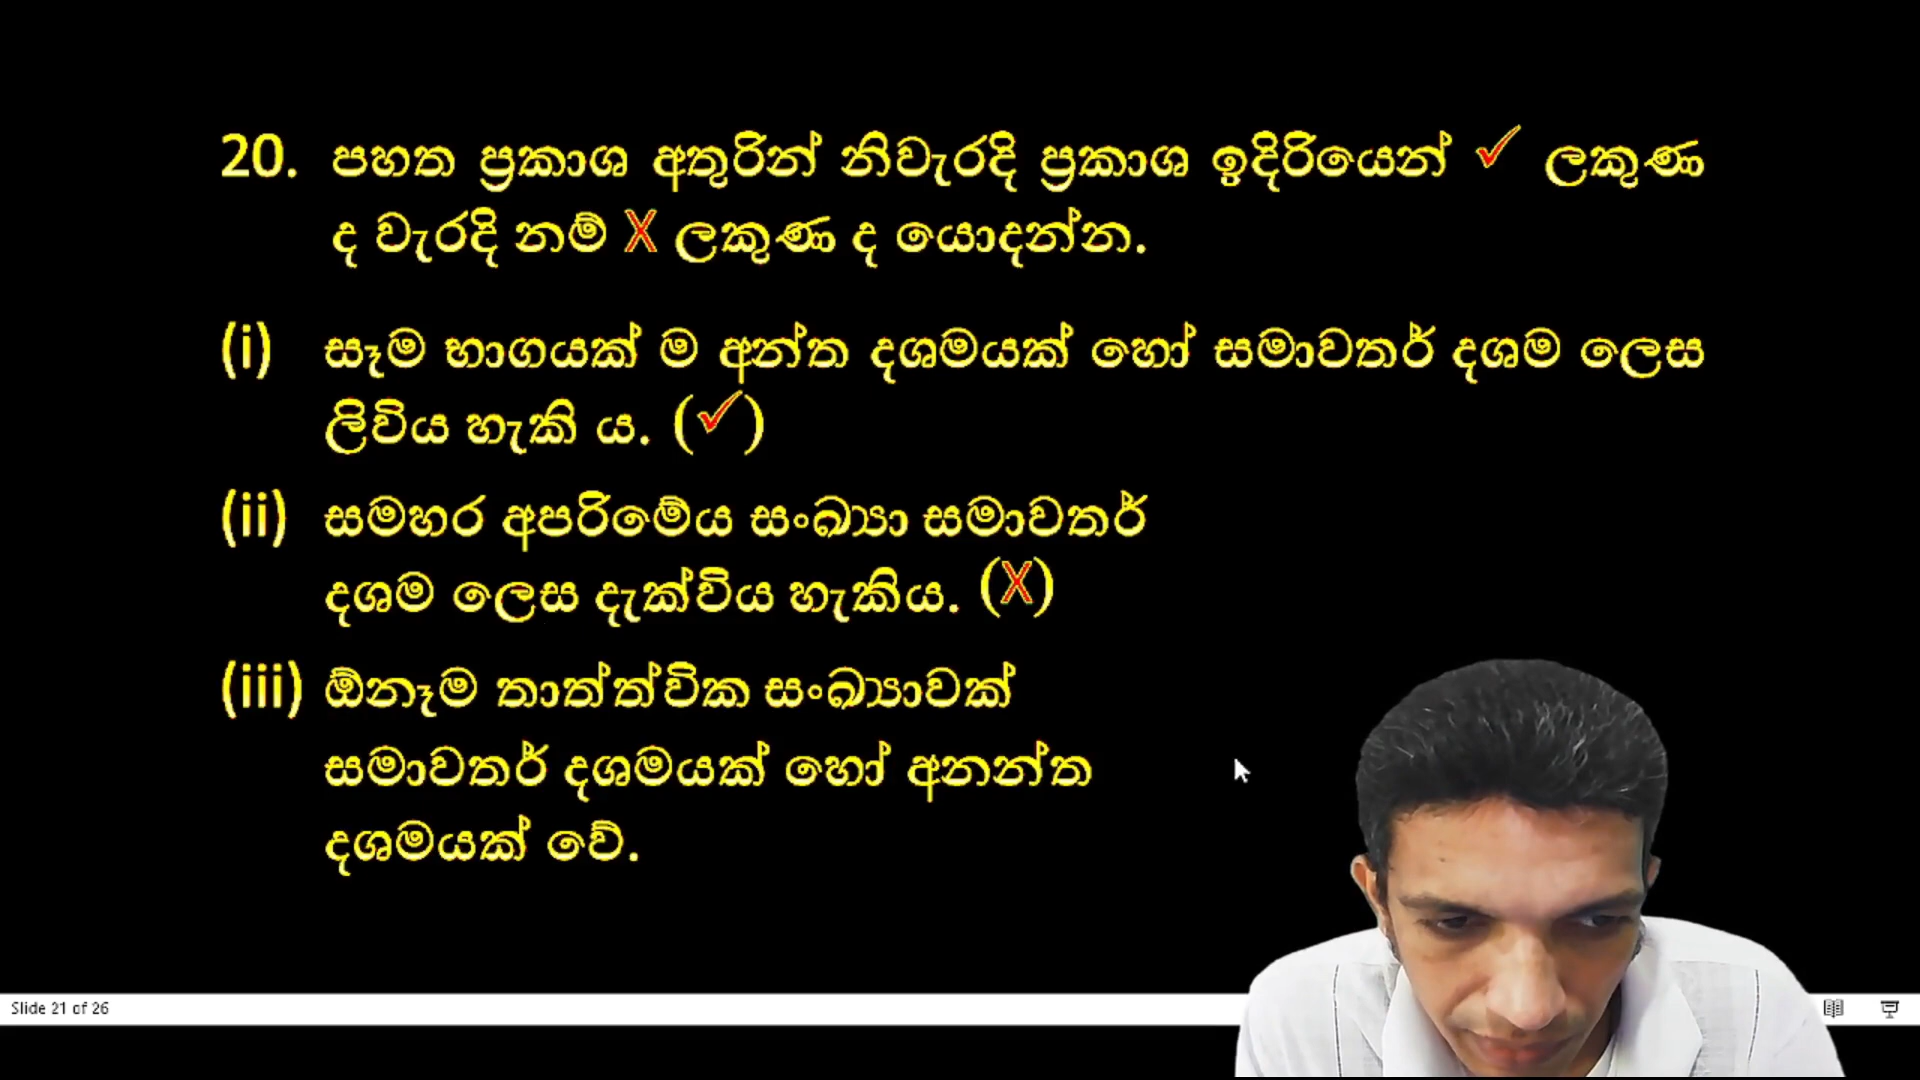 20. පහත ප්‍රකාශ අතුරින් නිවැරදි ප්‍රකාශ ඉදිරියෙන් ✓ ලකුණ
ද වැරදි නම් X ලකුණ ද යොදන්න.
(i) සෑම භාගයක් ම අන්ත දශමයක් හෝ සමාවතර් දශම ලෙස
ලිවිය හැකි ය. (✓)
(ii) සමහර අපරිමේය සංඛ්‍යා සමාවතර්
දශම ලෙස දැක්විය හැකිය. (X)
(iii) ඕනෑම තාත්ත්වික සංඛ්‍යාවක්
සමාවතර් දශමයක් හෝ අනන්ත
දශමයක් වේ.
Slide 21 of 26